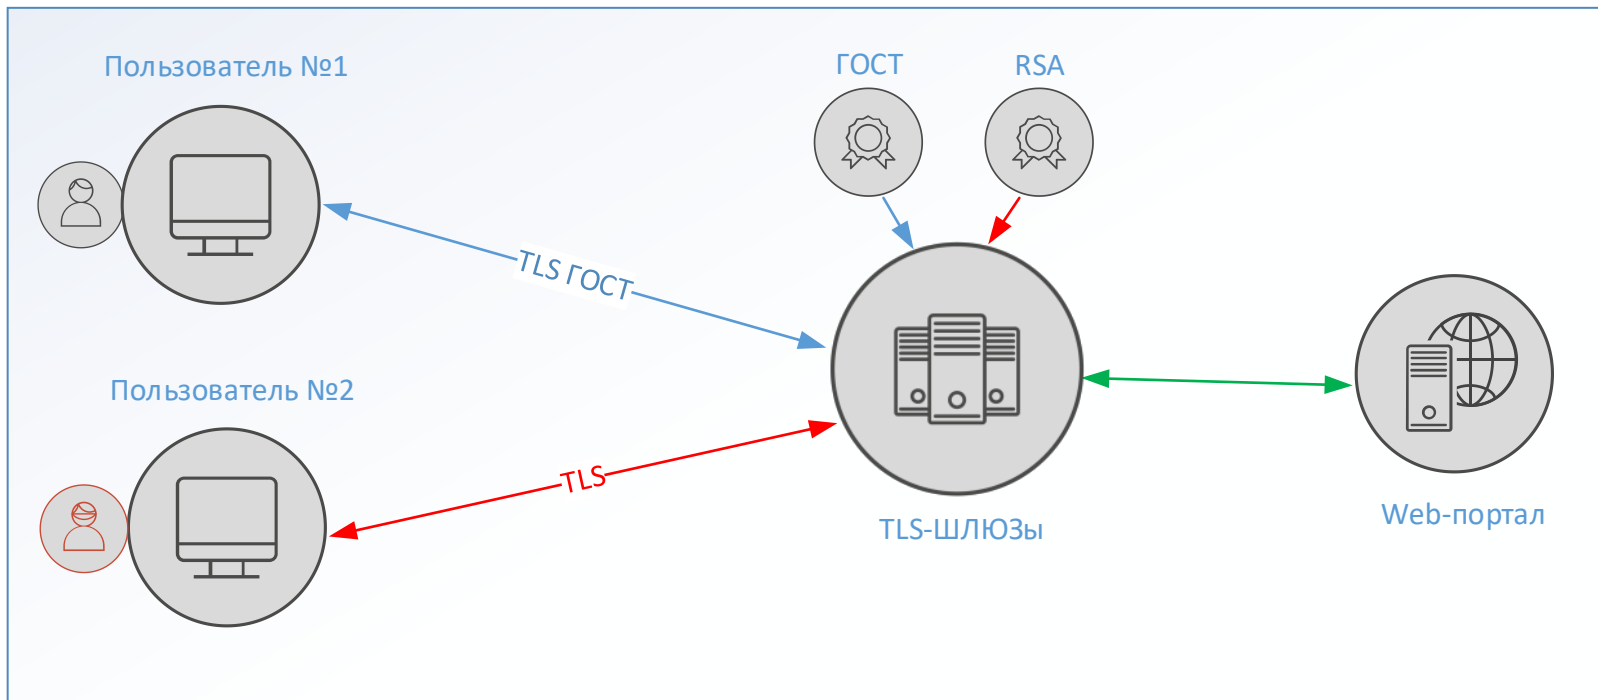 Пользователь №1
ГОСТ
RSA
TLS ГОСТ
Пользователь №2
TLS
TLS-ШЛЮЗы
Web-портал